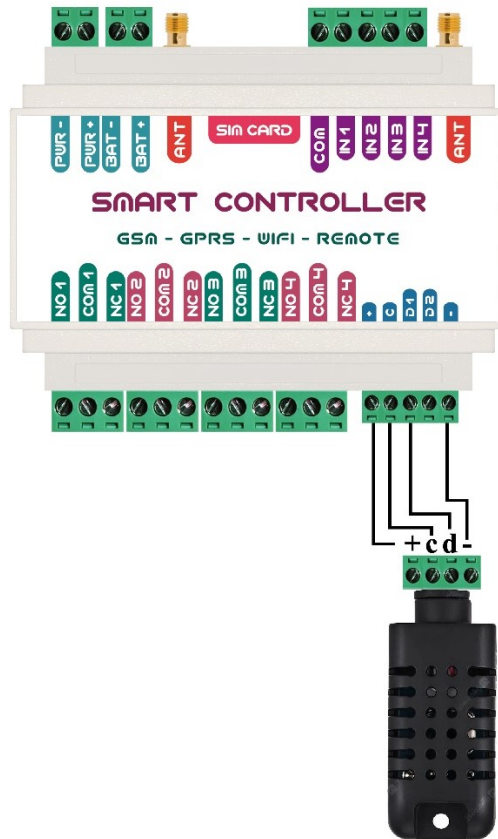 PWR - PWR + BAT - BAT + ANT SIM CARD COM IN1 IN2 IN3 IN4 ANT
SMART CONTROLLER
GSM - GPRS - WIFI - REMOTE
NO 1 COM 1 NC 1 NO 2 COM 2 NC 2 NO 3 COM 3 NC 3 NO 4 COM 4 NC 4 + C D1 D2 -
+ c d -